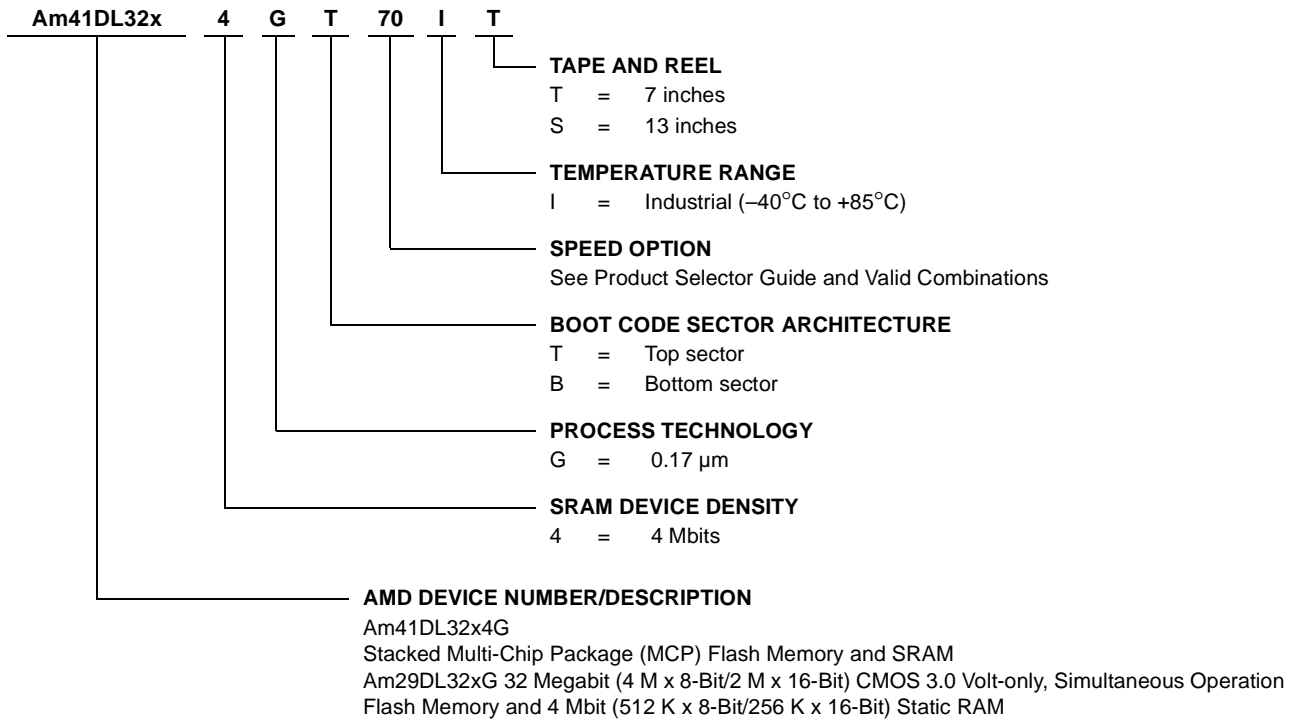 Am41DL32x 4 G T 70 I T
TAPE AND REEL
T = 7 inches
S = 13 inches
TEMPERATURE RANGE
I = Industrial (–40°C to +85°C)
SPEED OPTION
See Product Selector Guide and Valid Combinations
BOOT CODE SECTOR ARCHITECTURE
T = Top sector
B = Bottom sector
PROCESS TECHNOLOGY
G = 0.17 µm
SRAM DEVICE DENSITY
4 = 4 Mbits
AMD DEVICE NUMBER/DESCRIPTION
Am41DL32x4G
Stacked Multi-Chip Package (MCP) Flash Memory and SRAM
Am29DL32xG 32 Megabit (4 M x 8-Bit/2 M x 16-Bit) CMOS 3.0 Volt-only, Simultaneous Operation
Flash Memory and 4 Mbit (512 K x 8-Bit/256 K x 16-Bit) Static RAM